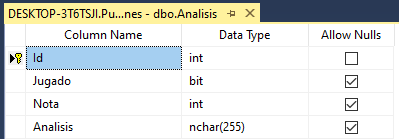 DESKTOP-3T6TSJI.Pu...nes - dbo.Analisis
Column Name Data Type Allow Nulls
Id int
Jugado bit
Nota int
Analisis nchar(255)